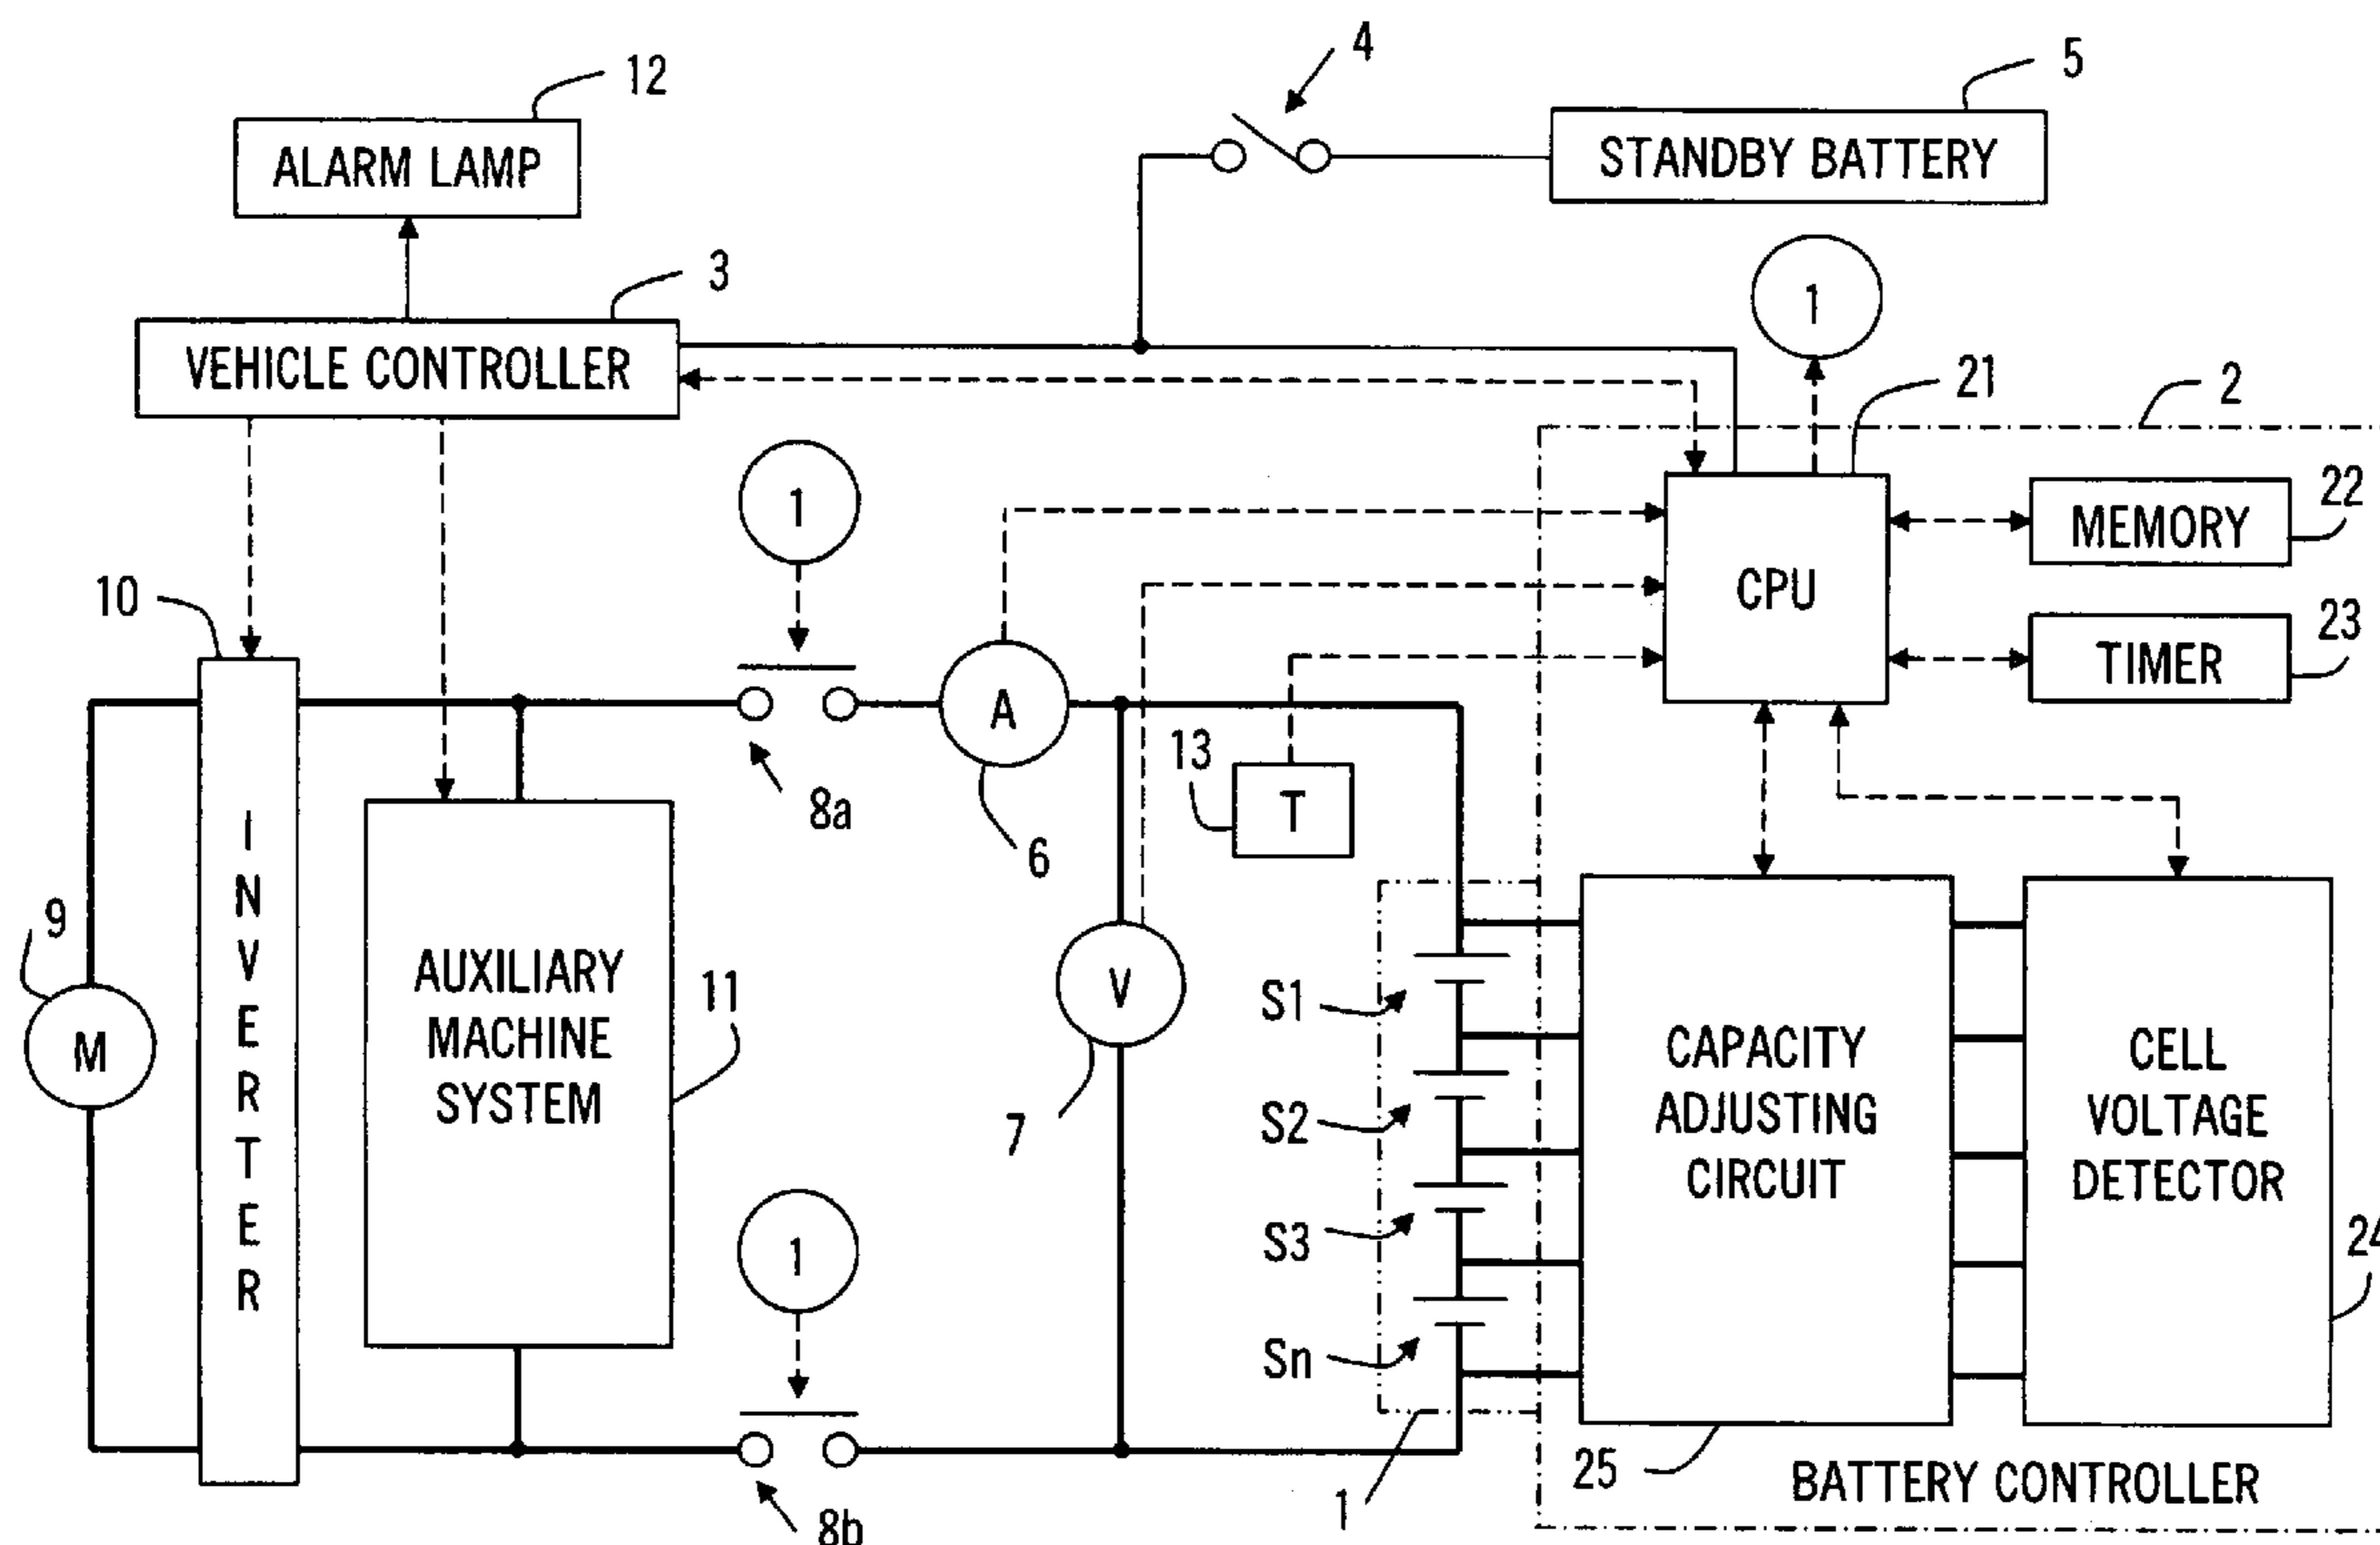 4
5
12
ALARM LAMP
STANDBY BATTERY
3
1
VEHICLE CONTROLLER
21
2
1
22
MEMORY
10
CPU
23
TIMER
A
13
8a
T
6
9
INVERTER
AUXILIARY
MACHINE
SYSTEM
11
V
S1
M
CAPACITY
ADJUSTING
CIRCUIT
CELL
VOLTAGE
DETECTOR
7
S2
1
S3
24
Sn
25
BATTERY CONTROLLER
1
8b